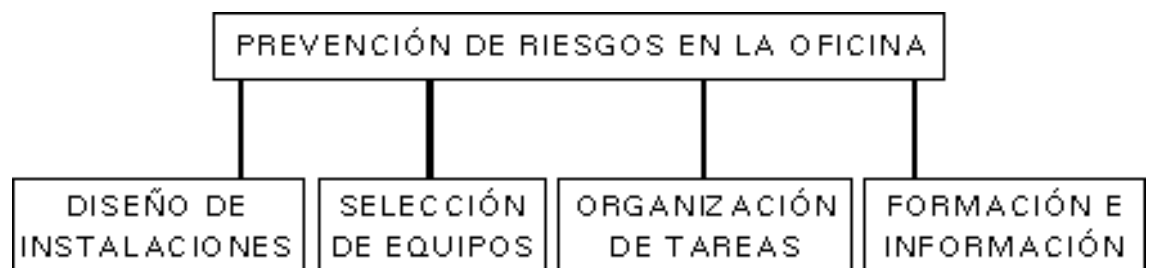 PREVENCIÓN DE RIESGOS EN LA OFICINA
DISEÑO DE
INSTALACIONES
SELECCIÓN
DE EQUIPOS
ORGANIZACIÓN
DE TAREAS
FORMACIÓN E
INFORMACIÓN